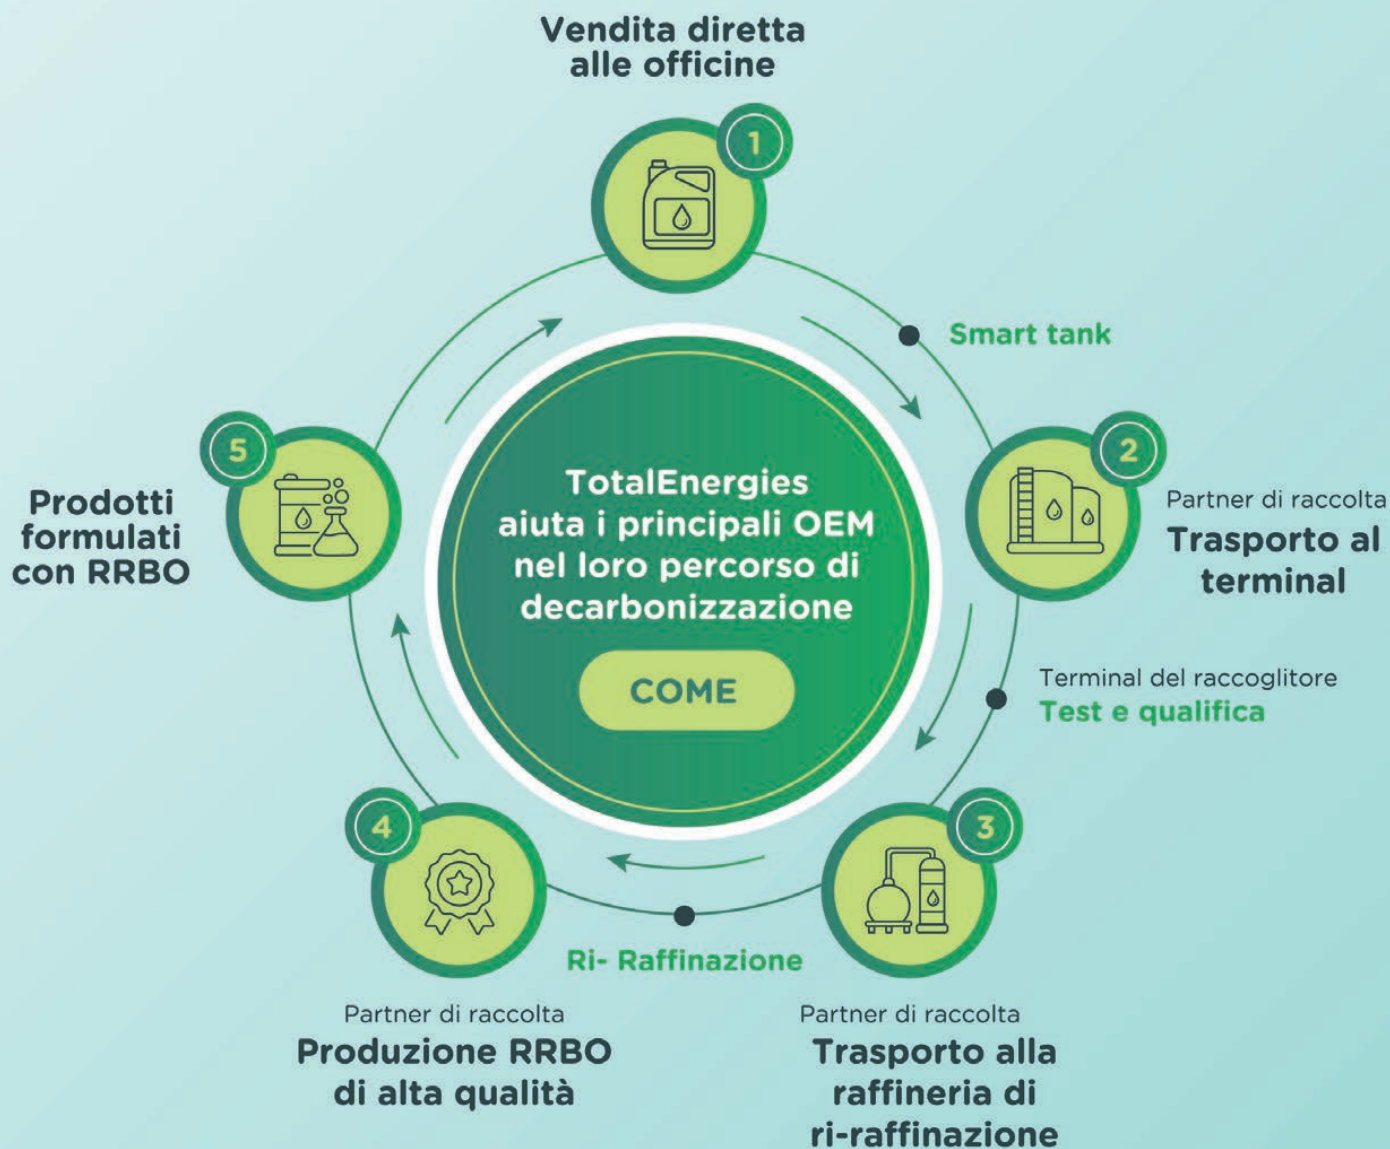 Vendita diretta
alle officine
1
Smart tank
2
Partner di raccolta
Trasporto al
terminal
Terminal del raccoglitore
Test e qualifica
3
Partner di raccolta
Trasporto alla
raffineria di
ri-raffinazione
Ri- Raffinazione
4
Partner di raccolta
Produzione RRBO
di alta qualità
5
Prodotti
formulati
con RRBO
TotalEnergies
aiuta i principali OEM
nel loro percorso di
decarbonizzazione
COME